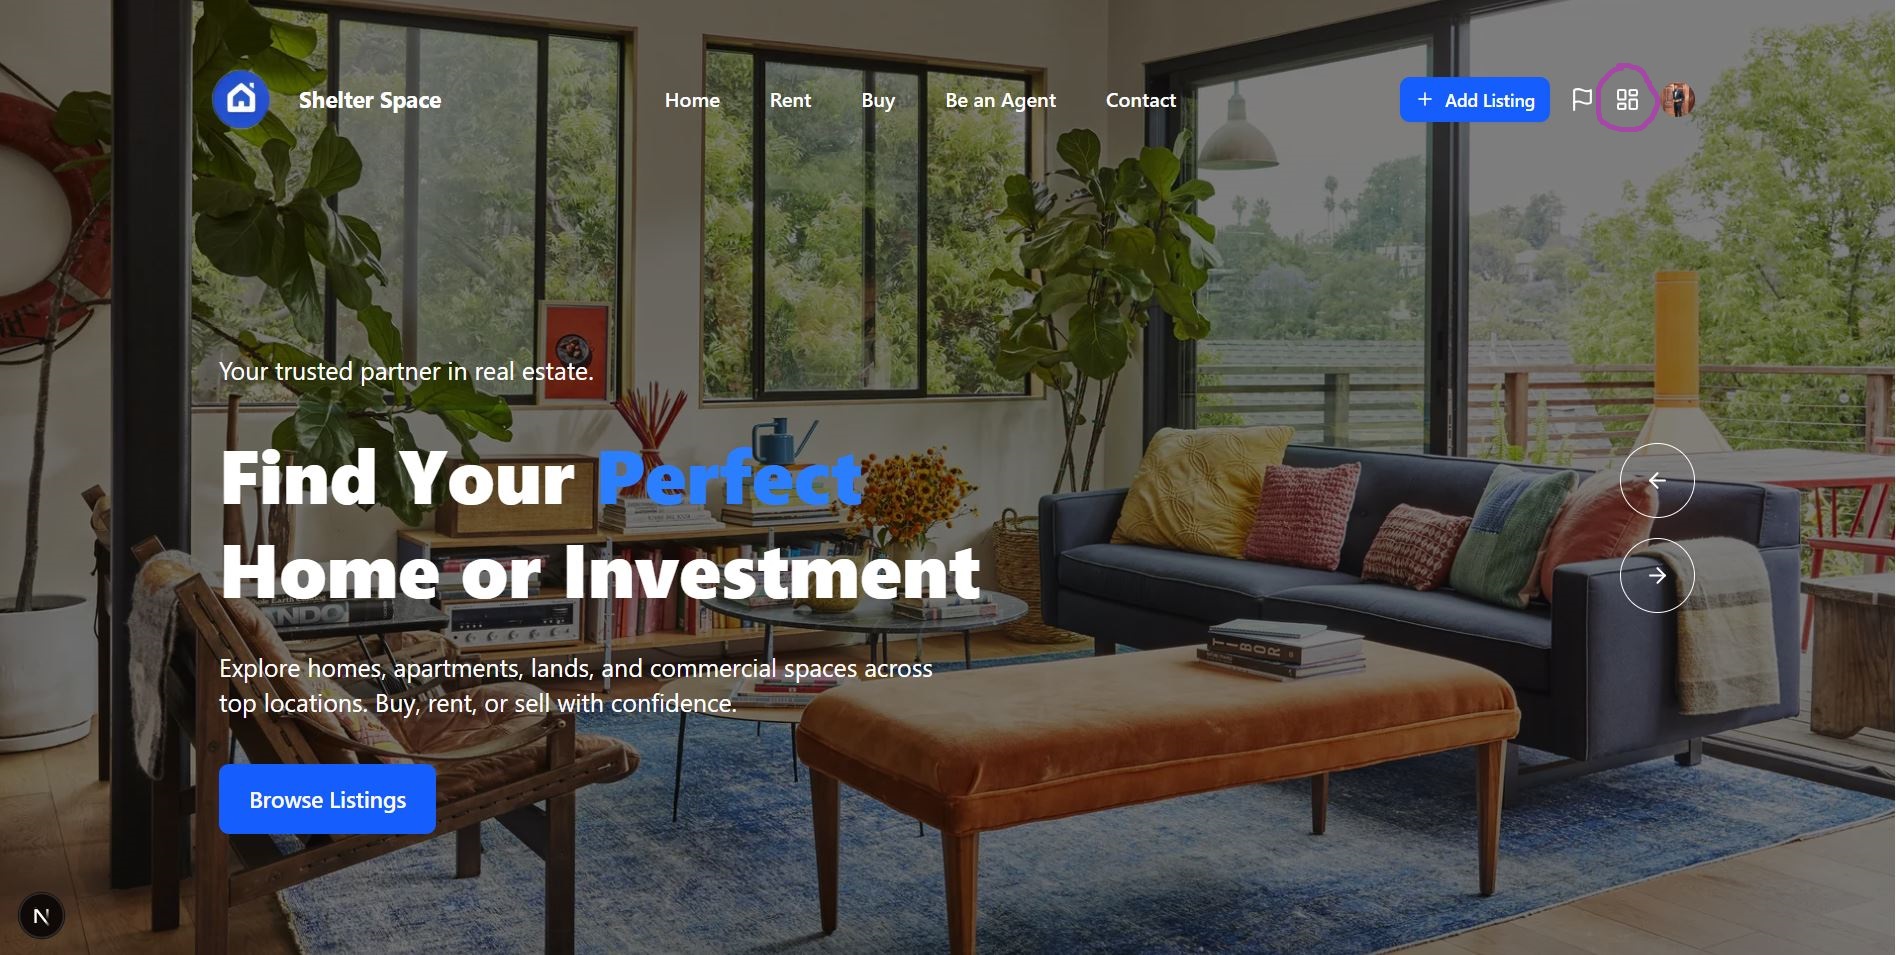 Shelter Space
Home
Rent
Buy
Be an Agent
Contact
+ Add Listing
Your trusted partner in real estate.
Find Your Perfect
Home or Investment
Explore homes, apartments, lands, and commercial spaces across
top locations. Buy, rent, or sell with confidence.
TIBOR
Browse Listings
N